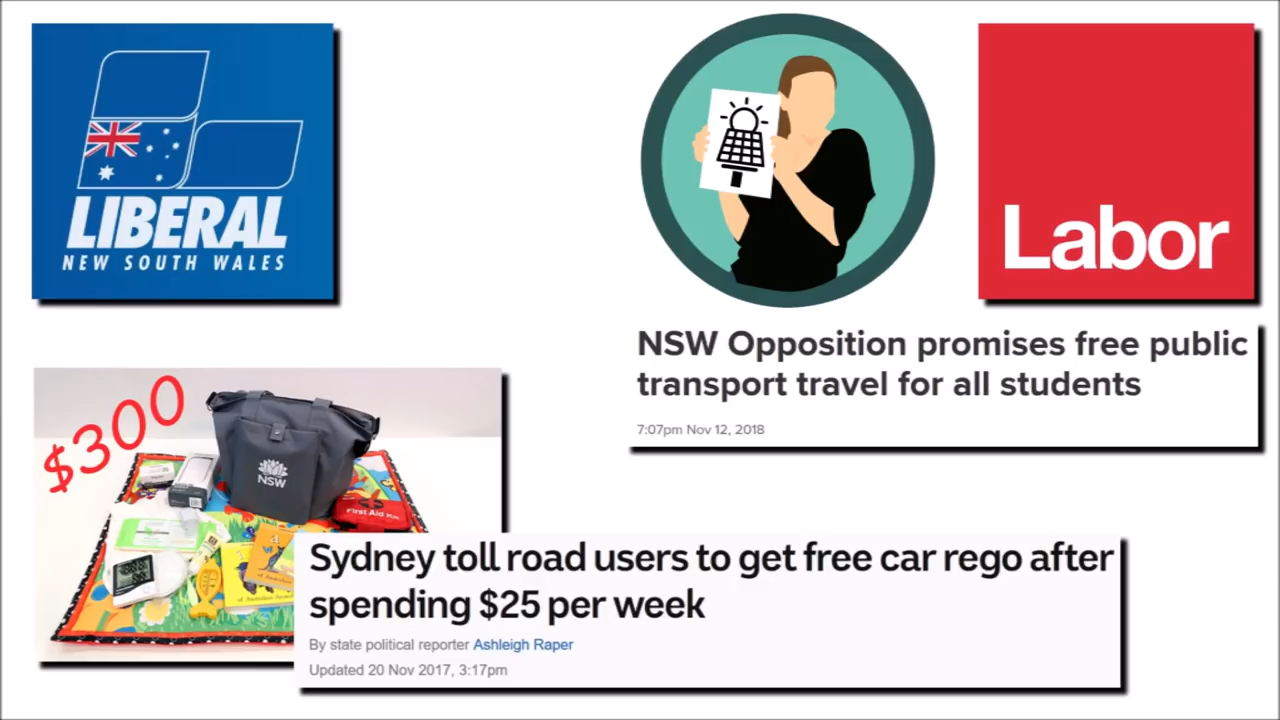 LIBERAL
NEW SOUTH WALES
Labor
NSW Opposition promises free public
transport travel for all students
7:07pm Nov 12, 2018
$300
NSW
First Aid Kit
Sydney toll road users to get free car rego after
spending $25 per week
By state political reporter Ashleigh Raper
Updated 20 Nov 2017, 3:17pm